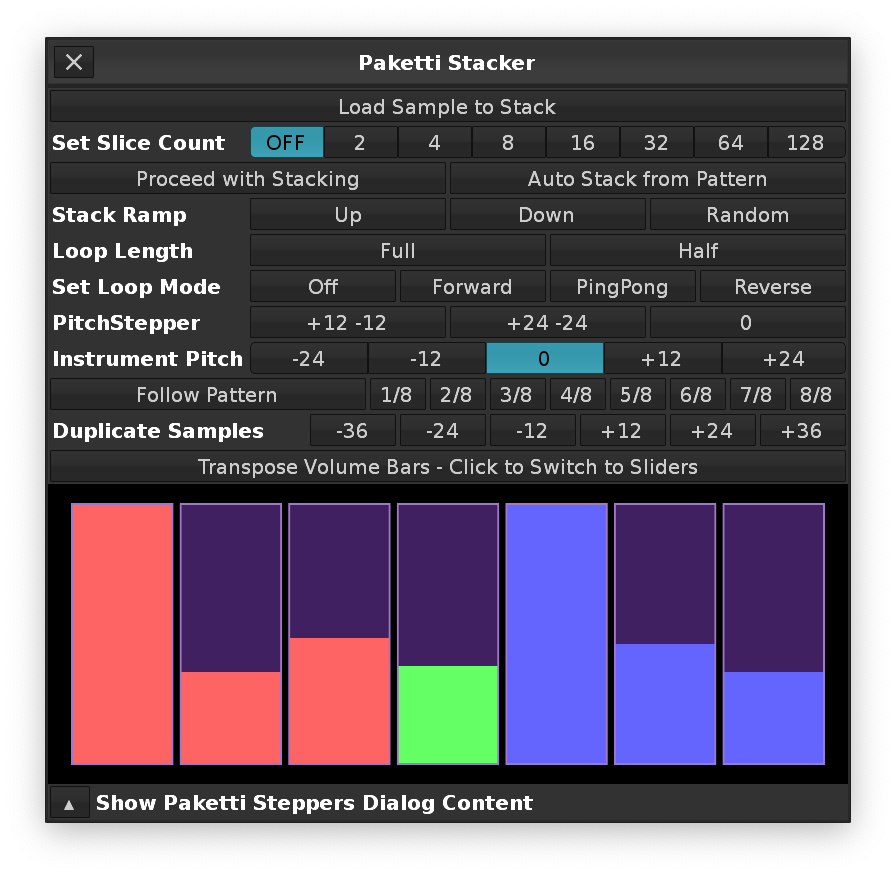 Paketti Stacker
Load Sample to Stack
Set Slice Count OFF 2 4 8 16 32 64 128
Proceed with Stacking Auto Stack from Pattern
Stack Ramp Up Down Random
Loop Length Full Half
Set Loop Mode Off Forward PingPong Reverse
PitchStepper +12 -12 +24 -24 0
Instrument Pitch -24 -12 0 +12 +24
Follow Pattern 1/8 2/8 3/8 4/8 5/8 6/8 7/8 8/8
Duplicate Samples -36 -24 -12 +12 +24 +36
Transpose Volume Bars - Click to Switch to Sliders
Show Paketti Steppers Dialog Content